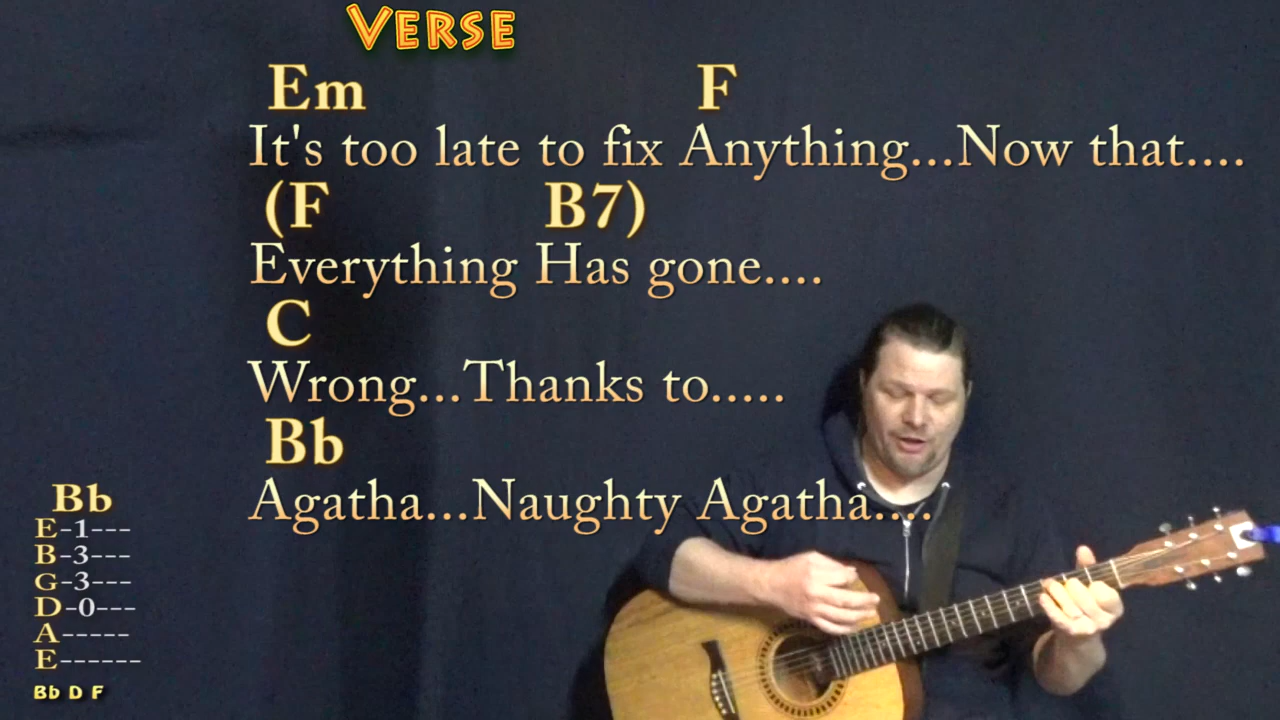 VERSE
Em F
It's too late to fix Anything...Now that....
(F B7)
Everything Has gone....
C
Wrong...Thanks to.....
Bb
Agatha...Naughty Agatha....
Bb
E-1---
B-3---
G-3---
D-0---
A-----
E------
Bb D F